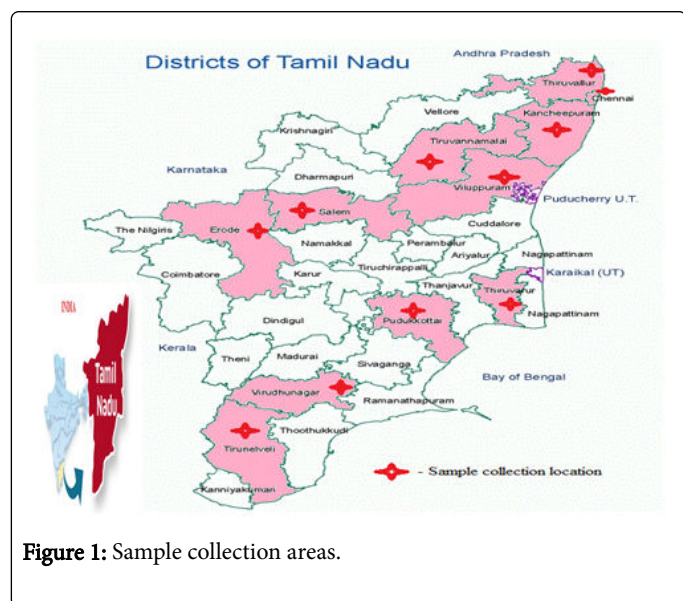 Districts of Tamil Nadu
Andhra Pradesh
Thiruvallur
Chennai
Vellore
Kancheepuram
Krishnagiri
Tiruvannamalai
Karnataka
Dharmapuri
Viluppuram
Puducherry U.T.
Salem
The Nilgiris
Erode
Cuddalore
Namakkal
Perambalur
Ariyalur
Nagapattinam
Coimbatore
Karur
Tiruchirappalli
Karaikal (UT)
Thanjavur
Thiruvarur
INDIA
Pudukkottai
Nagapattinam
Dindigul
Kerala
Theni
Madurai
Sivaganga
Bay of Bengal
Tamil
Nadu
Virudhunagar
Ramanathapuram
Thoothukkudi
Tirunelveli
- Sample collection location
Kanniyakumari
Figure 1: Sample collection areas.